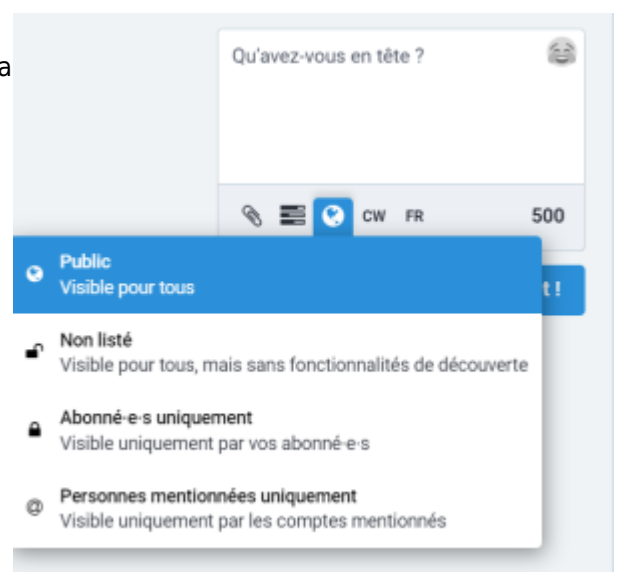 a
Qu'avez-vous en tête ?
CW FR 500
Public
Visible pour tous
t !
Non listé
Visible pour tous, mais sans fonctionnalités de découverte
Abonné·e·s uniquement
Visible uniquement par vos abonné·e·s
@ Personnes mentionnées uniquement
Visible uniquement par les comptes mentionnés